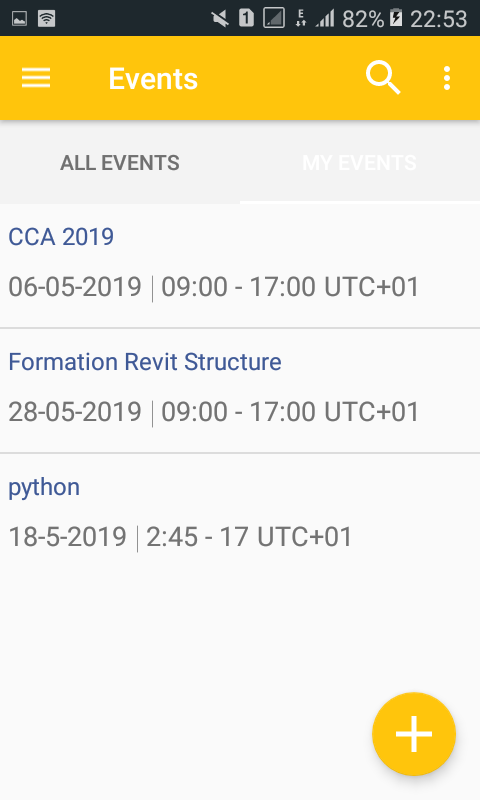 82% 22:53
Events
ALL EVENTS MY EVENTS
CCA 2019
06-05-2019 | 09:00 - 17:00 UTC+01
Formation Revit Structure
28-05-2019 | 09:00 - 17:00 UTC+01
python
18-5-2019 | 2:45 - 17 UTC+01